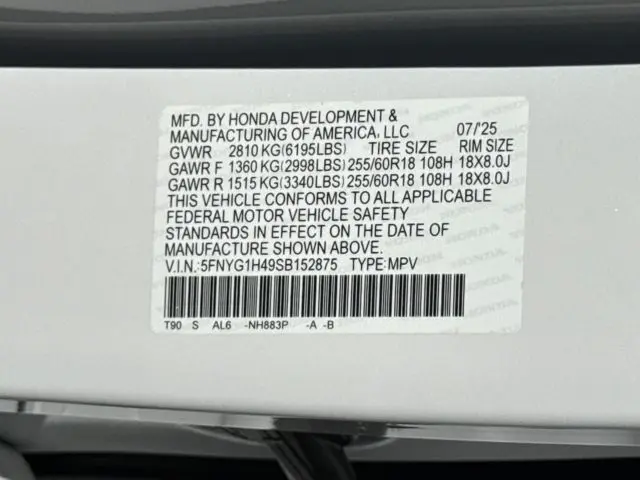 MFD. BY HONDA DEVELOPMENT &
MANUFACTURING OF AMERICA, LLC 07/'25
GVWR 2810 KG(6195LBS) TIRE SIZE RIM SIZE
GAWR F 1360 KG(2998LBS) 255/60R18 108H 18X8.0J
GAWR R 1515 KG(3340LBS) 255/60R18 108H 18X8.0J
THIS VEHICLE CONFORMS TO ALL APPLICABLE
FEDERAL MOTOR VEHICLE SAFETY
STANDARDS IN EFFECT ON THE DATE OF
MANUFACTURE SHOWN ABOVE.
V.I.N.: 5FNYG1H49SB152875 TYPE: MPV
T90 S AL6 -NH883P -A -B